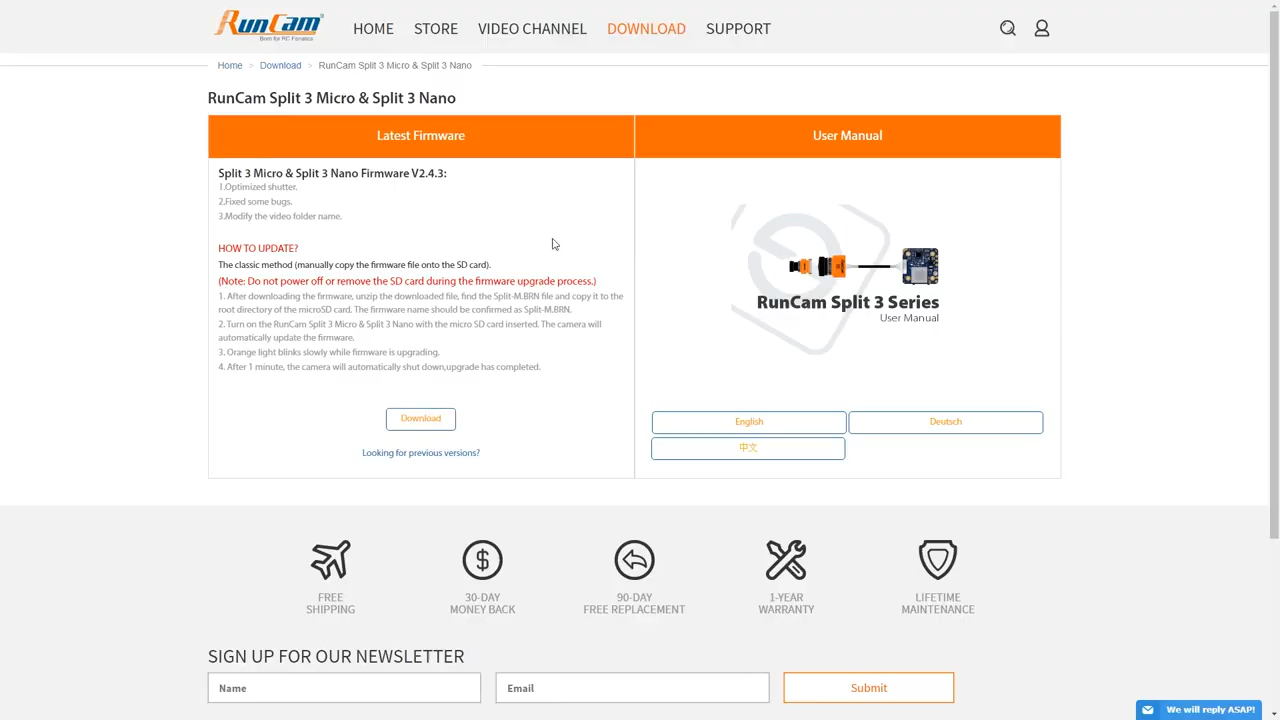 RunCam
Born for RC Fanatics
HOME
STORE
VIDEO CHANNEL
DOWNLOAD
SUPPORT
Home > Download > RunCam Split 3 Micro & Split 3 Nano
RunCam Split 3 Micro & Split 3 Nano
Latest Firmware
Split 3 Micro & Split 3 Nano Firmware V2.4.3:
1.Optimized shutter.
2,Fixed some bugs.
3.Modify the video folder name.
HOW TO UPDATE?
The classic method (manually copy the firmware file onto the SD card).
(Note: Do not power off or remove the SD card during the firmware upgrade process.)
1. After downloading the firmware, unzip the downloaded file, find the Split-M.BRN file and copy it to the
root directory of the microSD card, The firmware name should be confirmed as Split-M.BRN.
2. Turn on the RunCam Split 3 Micro & Split 3 Nano with the micro SD card inserted. The camera will
automatically update the firmware.
3. Orange light blinks slowly while firmware is upgrading.
4. After 1 minute, the camera will automatically shut down,upgrade has completed.
Download
Looking for previous versions?
User Manual
RunCam Split 3 Series
User Manual
English
Deutsch
中文
FREE
SHIPPING
30-DAY
MONEY BACK
90-DAY
FREE REPLACEMENT
1-YEAR
WARRANTY
LIFETIME
MAINTENANCE
SIGN UP FOR OUR NEWSLETTER
Name
Email
Submit
We will reply ASAP!